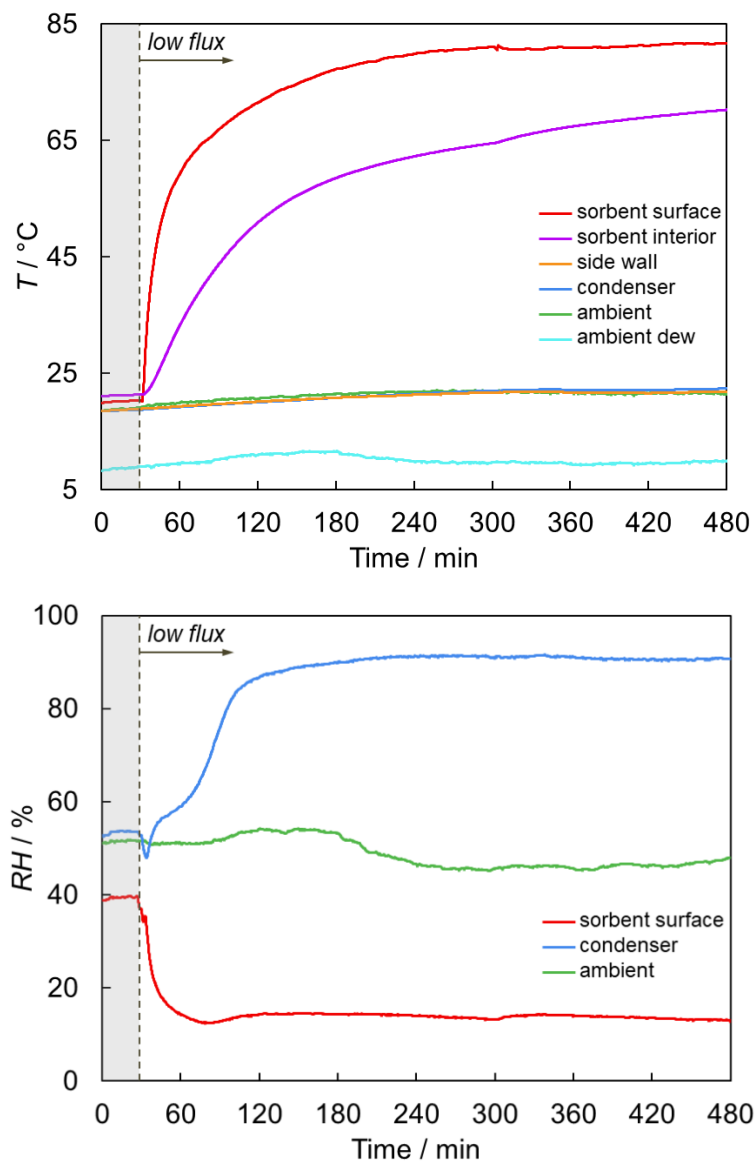 85
low flux
65
T / °C
45
sorbent surface
sorbent interior
side wall
condenser
ambient
ambient dew
25
5
0 60 120 180 240 300 360 420 480
Time / min
100
low flux
80
60
RH / %
40
sorbent surface
condenser
ambient
20
0
0 60 120 180 240 300 360 420 480
Time / min